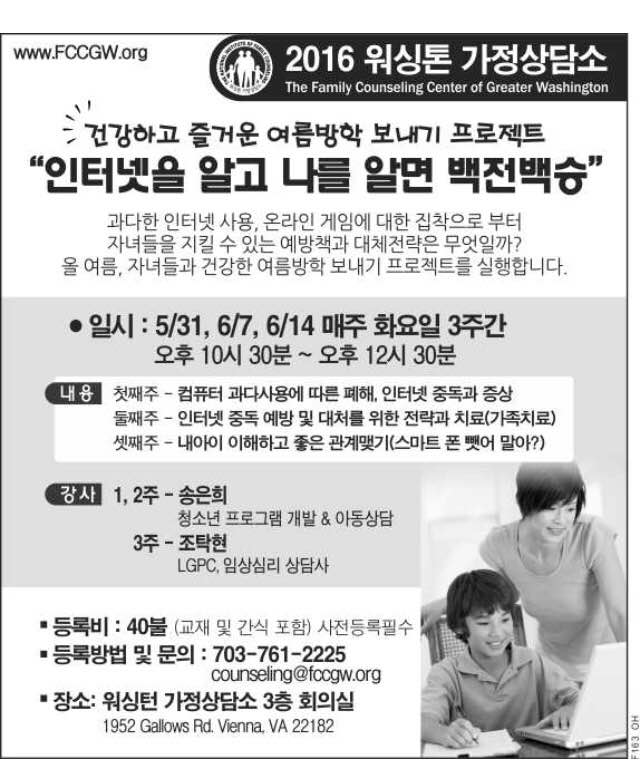 www.FCCGW.org
2016 워싱톤 가정상담소
The Family Counseling Center of Greater Washington
건강하고 즐거운 여름방학 보내기 프로젝트
“인터넷을 알고 나를 알면 백전백승”
과다한 인터넷 사용, 온라인 게임에 대한 집착으로 부터
자녀들을 지킬 수 있는 예방책과 대체전략은 무엇일까?
올 여름, 자녀들과 건강한 여름방학 보내기 프로젝트를 실행합니다.
● 일시 : 5/31, 6/7, 6/14 매주 화요일 3주간
오후 10시 30분 ~ 오후 12시 30분
내용 첫째주 - 컴퓨터 과다사용에 따른 폐해, 인터넷 중독과 증상
둘째주 - 인터넷 중독 예방 및 대처를 위한 전략과 치료(가족치료)
셋째주 - 내아이 이해하고 좋은 관계맺기(스마트 폰 뺏어 말아?)
강사 1, 2주 - 송은희
청소년 프로그램 개발 & 아동상담
3주 - 조탁현
LGPC, 임상심리 상담사
▪ 등록비 : 40불 (교재 및 간식 포함) 사전등록필수
▪ 등록방법 및 문의 : 703-761-2225
counseling@fccgw.org
▪ 장소: 워싱턴 가정상담소 3층 회의실
1952 Gallows Rd. Vienna, VA 22182
F163 OH